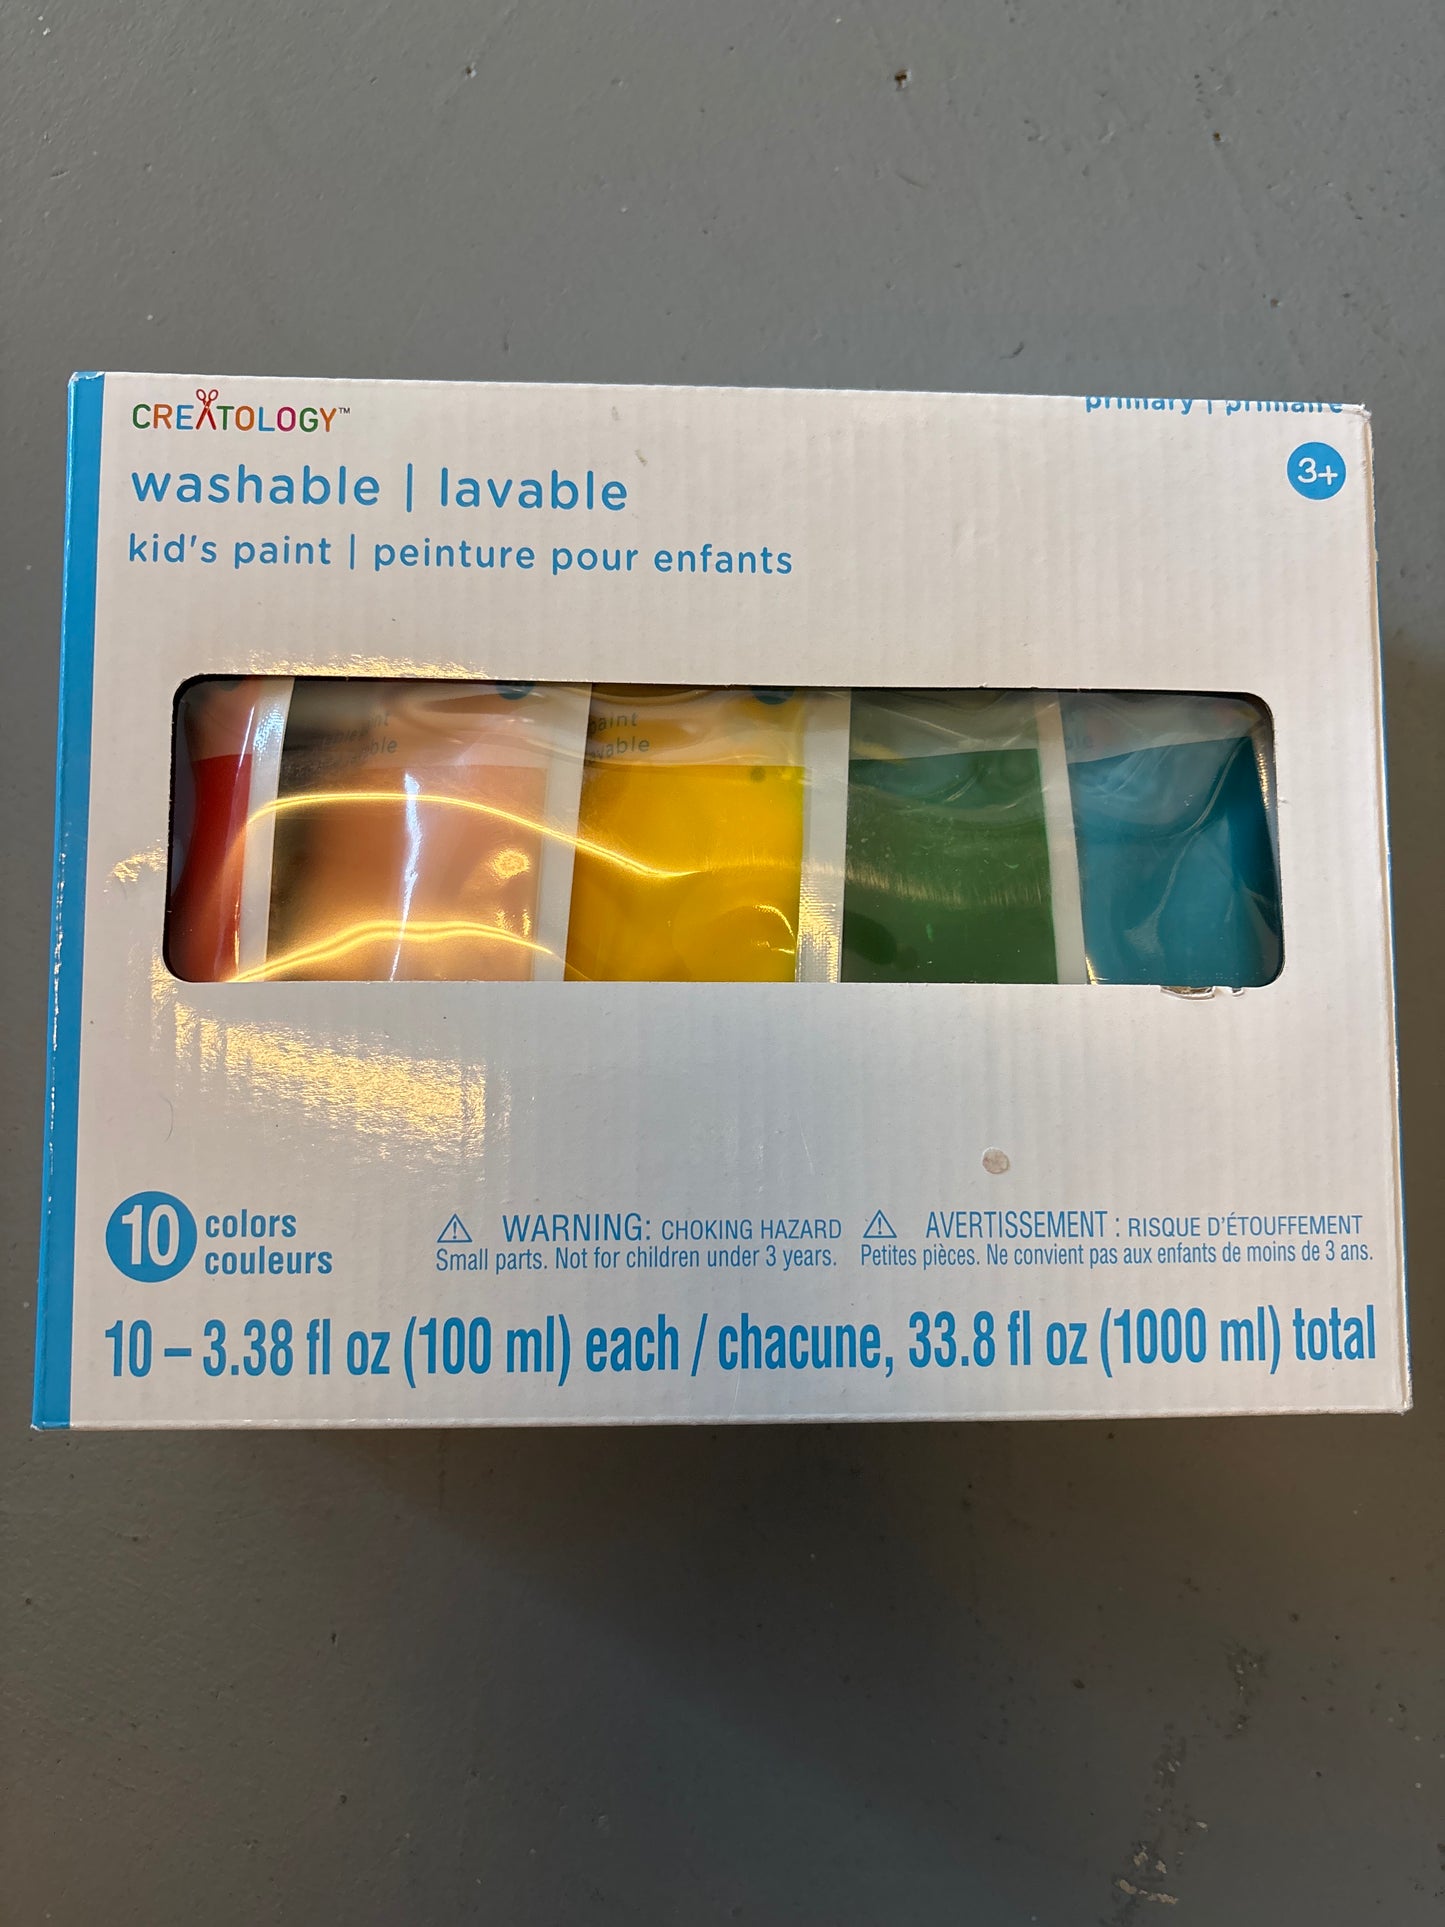 CREATOLOGY™
primary | primaire
3+
washable | lavable
kid's paint | peinture pour enfants
paint
10
colors
couleurs
WARNING: CHOKING HAZARD
Small parts. Not for children under 3 years.
AVERTISSEMENT : RISQUE D'ÉTOUFFEMENT
Petites pièces. Ne convient pas aux enfants de moins de 3 ans.
10 – 3.38 fl oz (100 ml) each / chacune, 33.8 fl oz (1000 ml) total